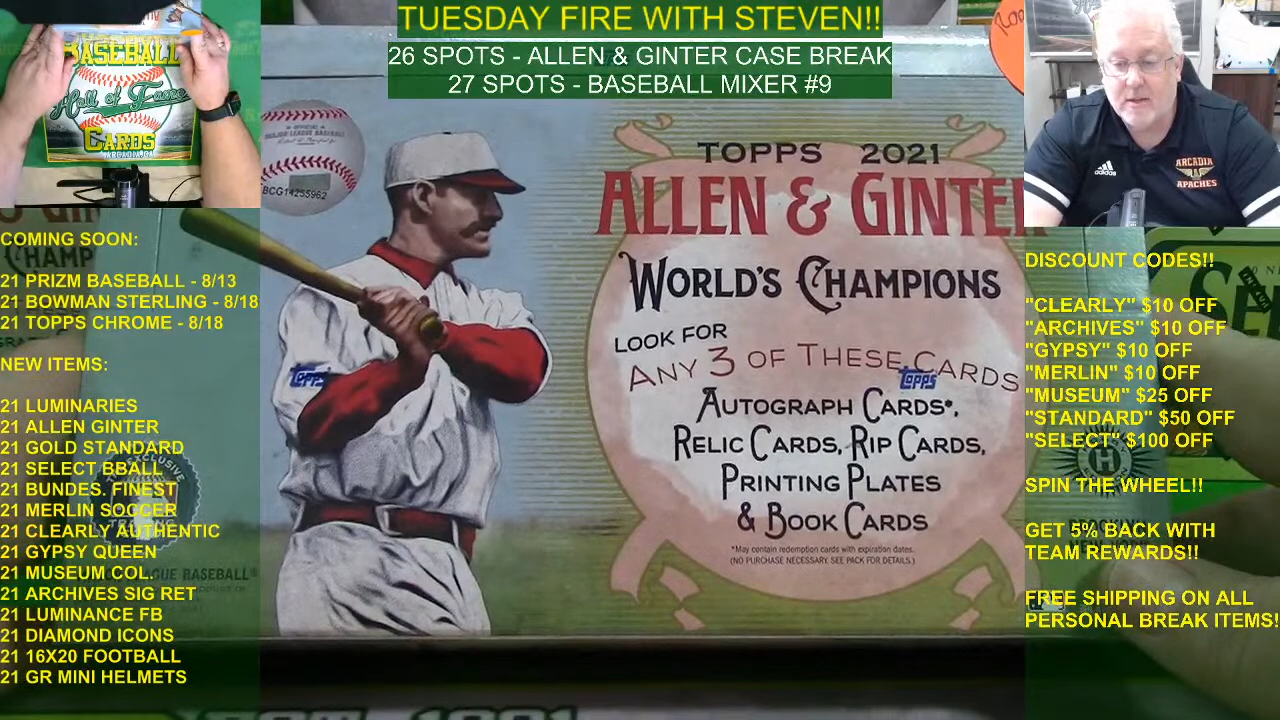 TUESDAY FIRE WITH STEVEN!!
26 SPOTS - ALLEN & GINTER CASE BREAK
27 SPOTS - BASEBALL MIXER #9
BASEBALL
Hall of Fame
CARDS
COMING SOON:
21 PRIZM BASEBALL - 8/13
21 BOWMAN STERLING - 8/18
21 TOPPS CHROME - 8/18
NEW ITEMS:
21 LUMINARIES
21 ALLEN GINTER
21 GOLD STANDARD
21 SELECT BBALL
21 BUNDES. FINEST
21 MERLIN SOCCER
21 CLEARLY AUTHENTIC
21 GYPSY QUEEN
21 MUSEUM COL.
21 ARCHIVES SIG RET
21 LUMINANCE FB
21 DIAMOND ICONS
21 16X20 FOOTBALL
21 GR MINI HELMETS
BCG14255962
TOPPS 2021
ALLEN & GINTER
WORLD'S CHAMPIONS
LOOK FOR
ANY 3 OF THESE CARDS
AUTOGRAPH CARDS*,
RELIC CARDS, RIP CARDS,
PRINTING PLATES
& BOOK CARDS
*May contain redemption cards with expiration dates.
(NO PURCHASE NECESSARY. SEE PACK FOR DETAILS.)
TOPPS
TOPPS
adidas
ARCADIA
APACHES
DISCOUNT CODES!!
"CLEARLY" $10 OFF
"ARCHIVES" $10 OFF
"GYPSY" $10 OFF
"MERLIN" $10 OFF
"MUSEUM" $25 OFF
"STANDARD" $50 OFF
"SELECT" $100 OFF
SPIN THE WHEEL!!
GET 5% BACK WITH
TEAM REWARDS!!
FREE SHIPPING ON ALL
PERSONAL BREAK ITEMS!